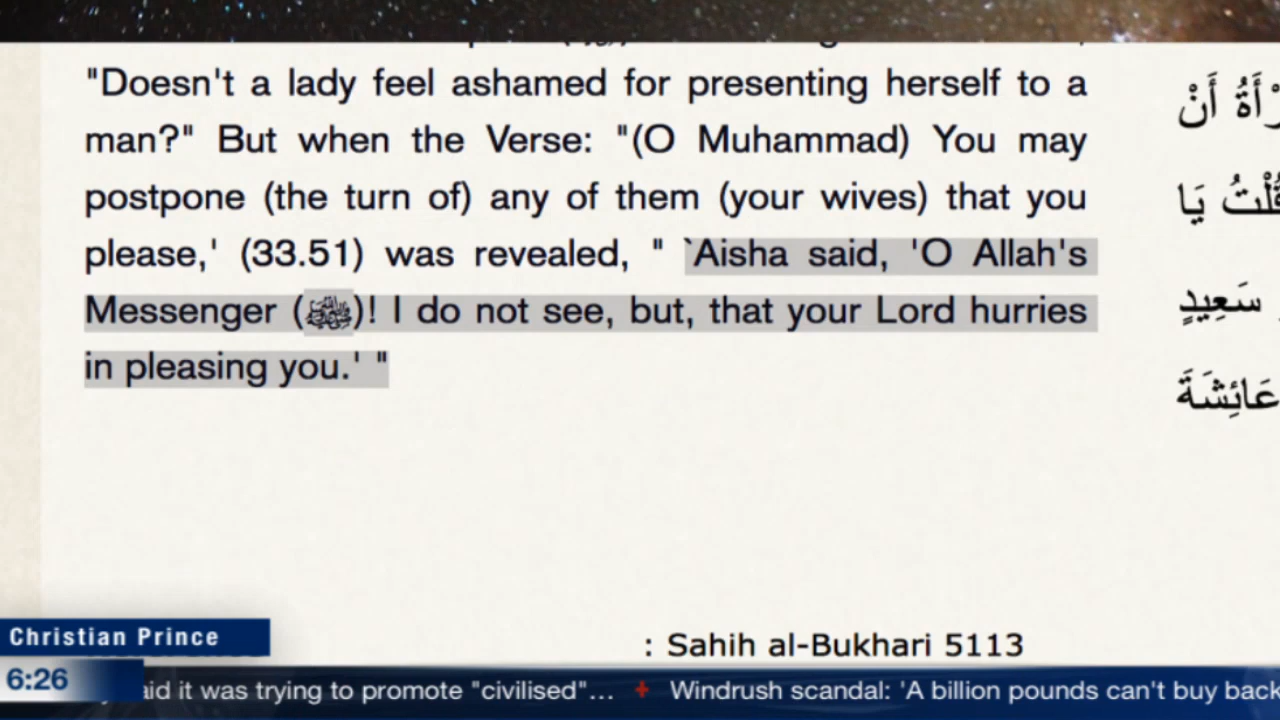 "Doesn't a lady feel ashamed for presenting herself to a
man?" But when the Verse: "(O Muhammad) You may
postpone (the turn of) any of them (your wives) that you
please,' (33.51) was revealed, " `Aisha said, 'O Allah's
Messenger (ﷺ)! I do not see, but, that your Lord hurries
in pleasing you.' "
أَنْ
قُلْتُ يَا
سَعِيدٍ
عَائِشَةَ
: Sahih al-Bukhari 5113
Christian Prince
6:26
it was trying to promote "civilised"... Windrush scandal: 'A billion pounds can't buy back